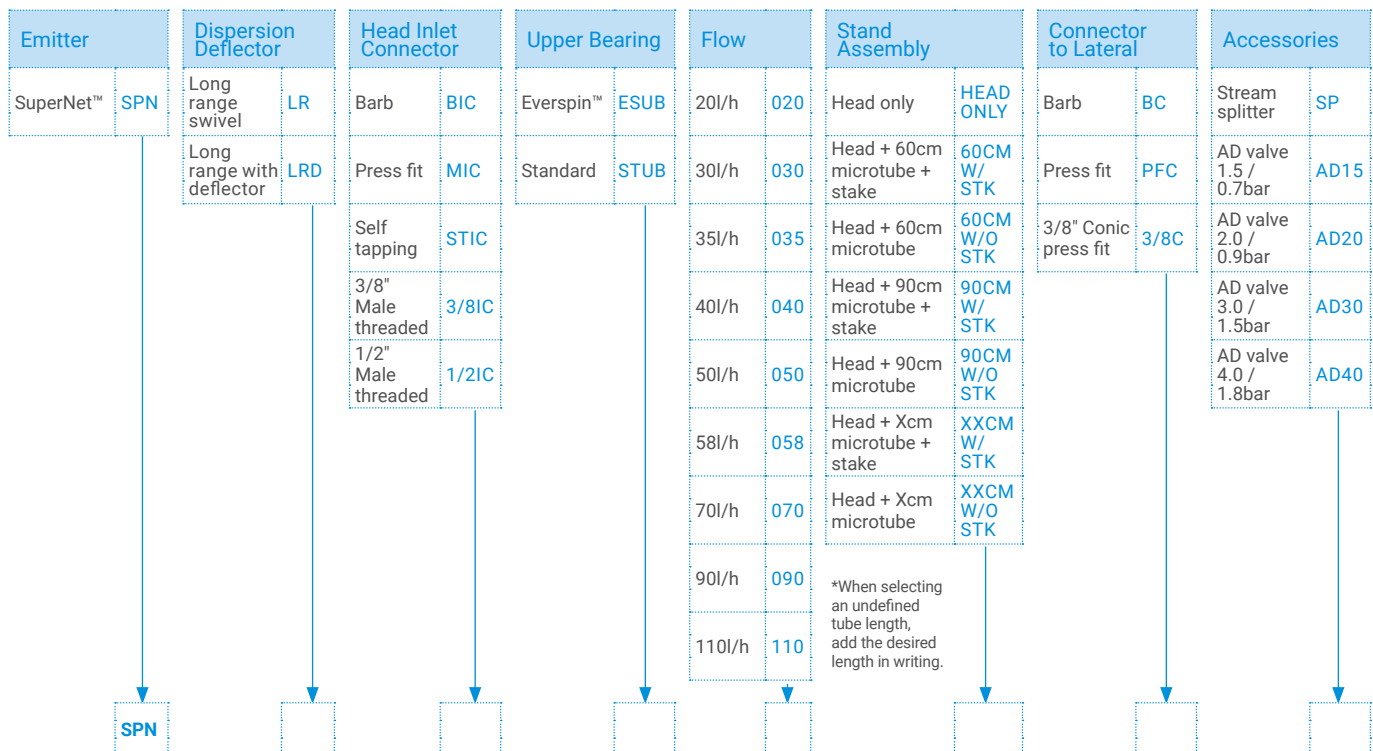 Emitter
Dispersion
Deflector
Head Inlet
Connector
Upper Bearing
Flow
Stand
Assembly
Connector
to Lateral
Accessories
SuperNet™ SPN
Long
range
swivel
LR
Long
range with
deflector
LRD
Barb BIC
Press fit MIC
Self
tapping
STIC
3/8"
Male
threaded
3/8IC
1/2"
Male
threaded
1/2IC
Everspin™ ESUB
Standard STUB
20l/h 020
30l/h 030
35l/h 035
40l/h 040
50l/h 050
58l/h 058
70l/h 070
90l/h 090
110l/h 110
Head only
HEAD
ONLY
Head + 60cm
microtube +
stake
60CM
W/
STK
Head + 60cm
microtube
60CM
W/O
STK
Head + 90cm
microtube +
stake
90CM
W/
STK
Head + 90cm
microtube
90CM
W/O
STK
Head + Xcm
microtube +
stake
XXCM
W/
STK
Head + Xcm
microtube
XXCM
W/O
STK
*When selecting
an undefined
tube length,
add the desired
length in writing.
Barb BC
Press fit PFC
3/8" Conic
press fit
3/8C
Stream
splitter
SP
AD valve
1.5 /
0.7bar
AD15
AD valve
2.0 /
0.9bar
AD20
AD valve
3.0 /
1.5bar
AD30
AD valve
4.0 /
1.8bar
AD40
SPN